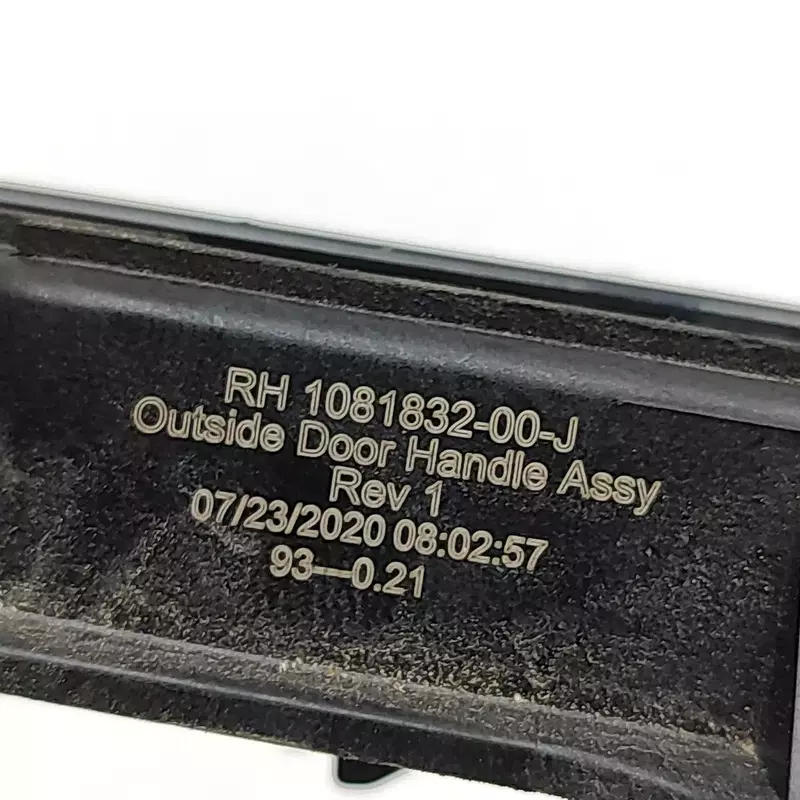 RH 1081832-00-J
Outside Door Handle Assy
Rev 1
07/23/2020 08:02:57
93—0.21